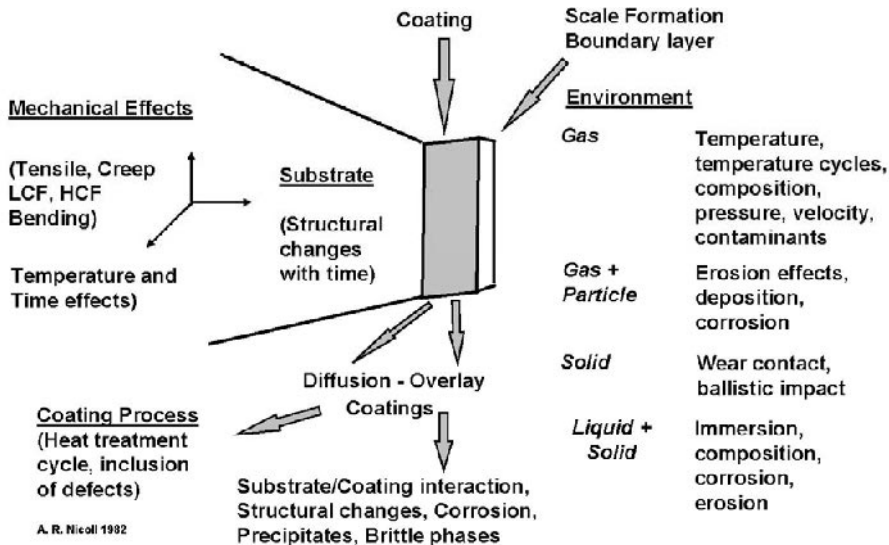 Coating
Scale Formation
Boundary layer
Mechanical Effects
(Tensile, Creep
LCF, HCF
Bending)
Temperature and
Time effects)
Substrate
(Structural
changes
with time)
Environment
Gas
Temperature,
temperature cycles,
composition,
pressure, velocity,
contaminants
Gas +
Particle
Erosion effects,
deposition,
corrosion
Solid
Wear contact,
ballistic impact
Liquid +
Solid
Immersion,
composition,
corrosion,
erosion
Diffusion - Overlay
Coatings
Coating Process
(Heat treatment
cycle, inclusion
of defects)
Substrate/Coating interaction,
Structural changes, Corrosion,
Precipitates, Brittle phases
A. R. Nicoll 1982